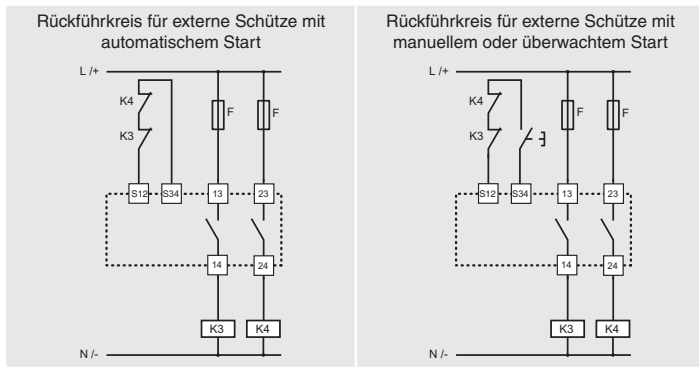 Rückführkreis für externe Schütze mit
automatischem Start
L /+
K4
K3
F
F
S12
S34
13
23
14
24
K3
K4
N /-
Rückführkreis für externe Schütze mit
manuellem oder überwachtem Start
L /+
K4
K3
F
F
S12
S34
13
23
14
24
K3
K4
N /-